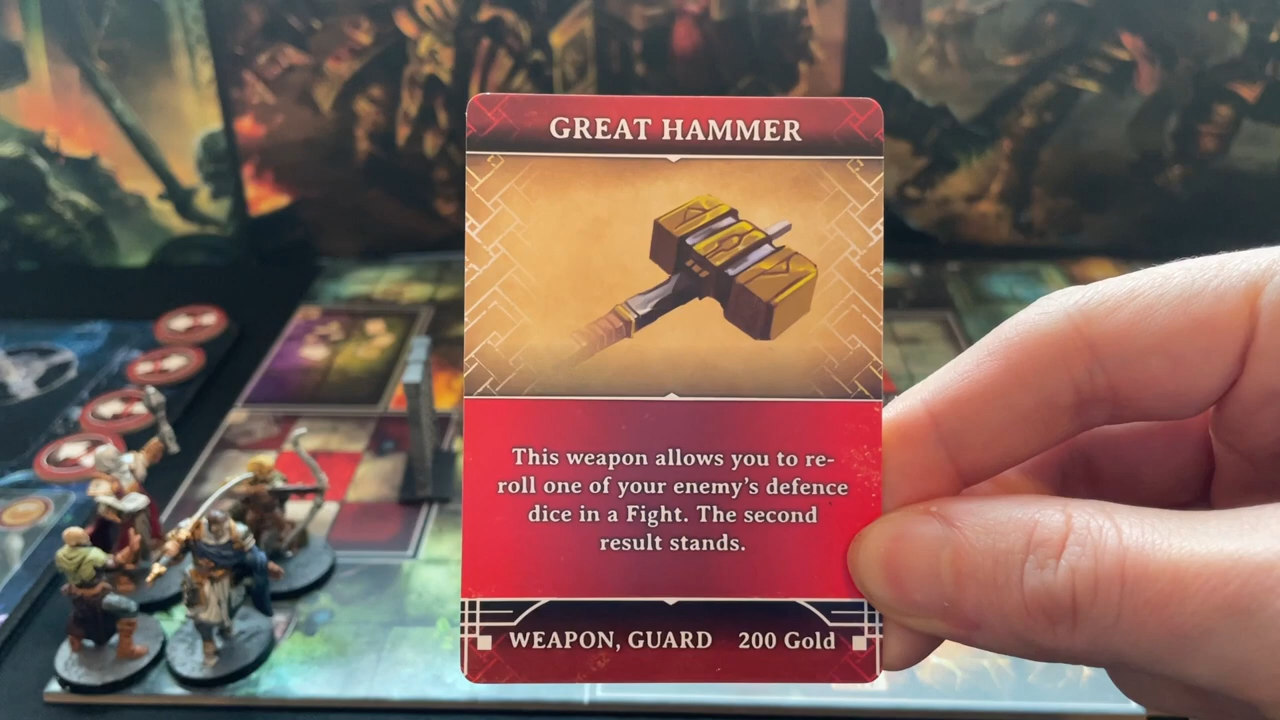 GREAT HAMMER
This weapon allows you to re-
roll one of your enemy's defence
dice in a Fight. The second
result stands.
WEAPON, GUARD 200 Gold